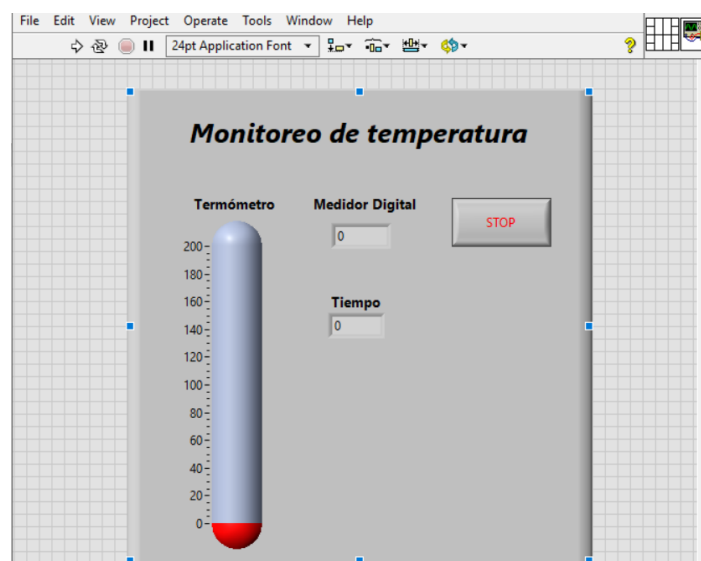 File Edit View Project Operate Tools Window Help
24pt Application Font
Monitoreo de temperatura
Termómetro Medidor Digital
STOP
0
200
180
160
Tiempo
0
140
120
100
80
60
40
20
0